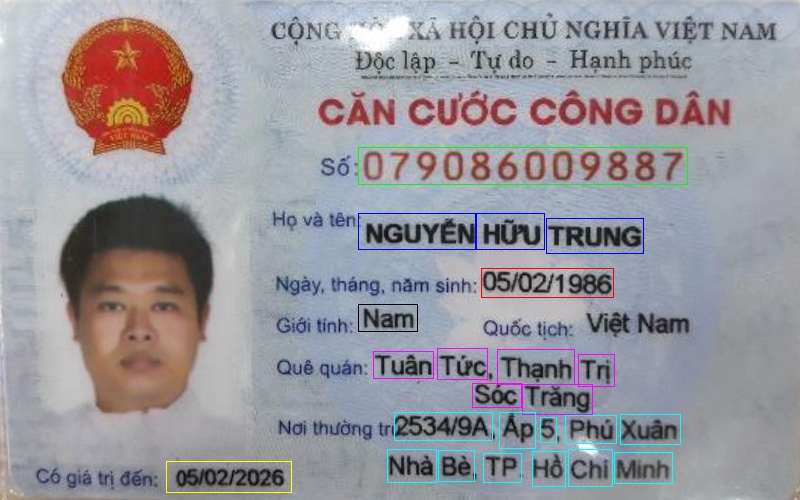 CỘNG XÃ HỘI CHỦ NGHĨA VIỆT NAM
Độc lập - Tự do - Hạnh phúc
CĂN CƯỚC CÔNG DÂN
Số: 079086009887
Họ và tên: NGUYỄN HỮU TRUNG
Ngày, tháng, năm sinh: 05/02/1986
Giới tính: Nam Quốc tịch: Việt Nam
Quê quán: Tuân Tức, Thạnh Trị
Sóc Trăng
Nơi thường trú 2534/9A, Ấp 5, Phú Xuân
Nhà Bè, TP. Hồ Chí Minh
Có giá trị đến: 05/02/2026